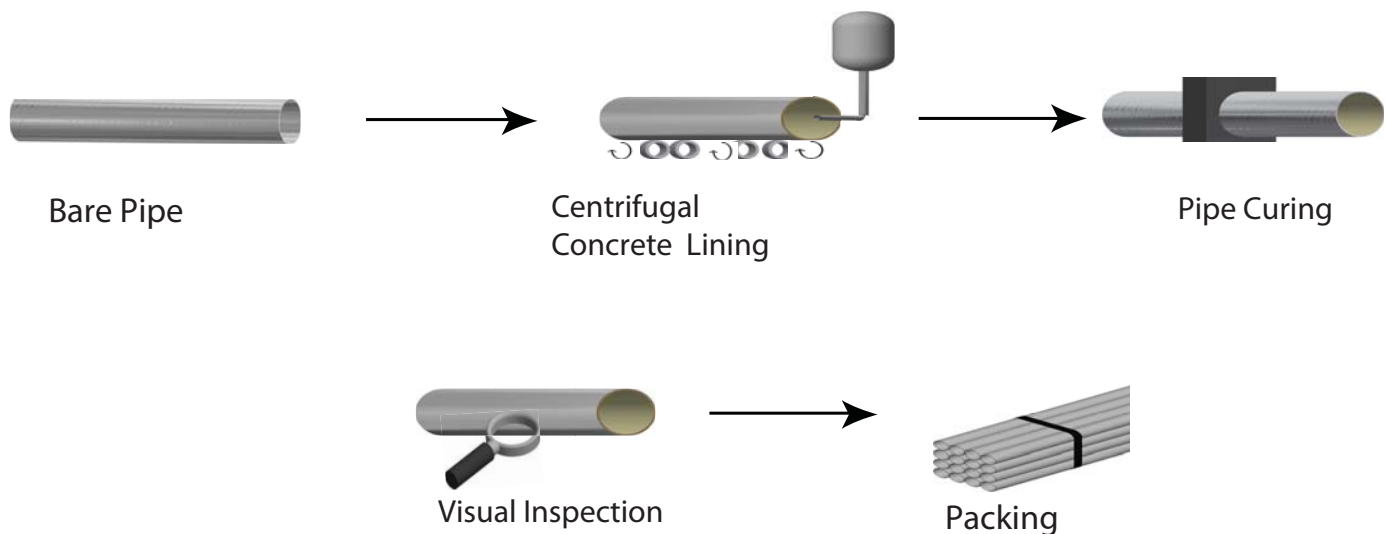 Bare Pipe
Centrifugal
Concrete Lining
Pipe Curing
Visual Inspection
Packing